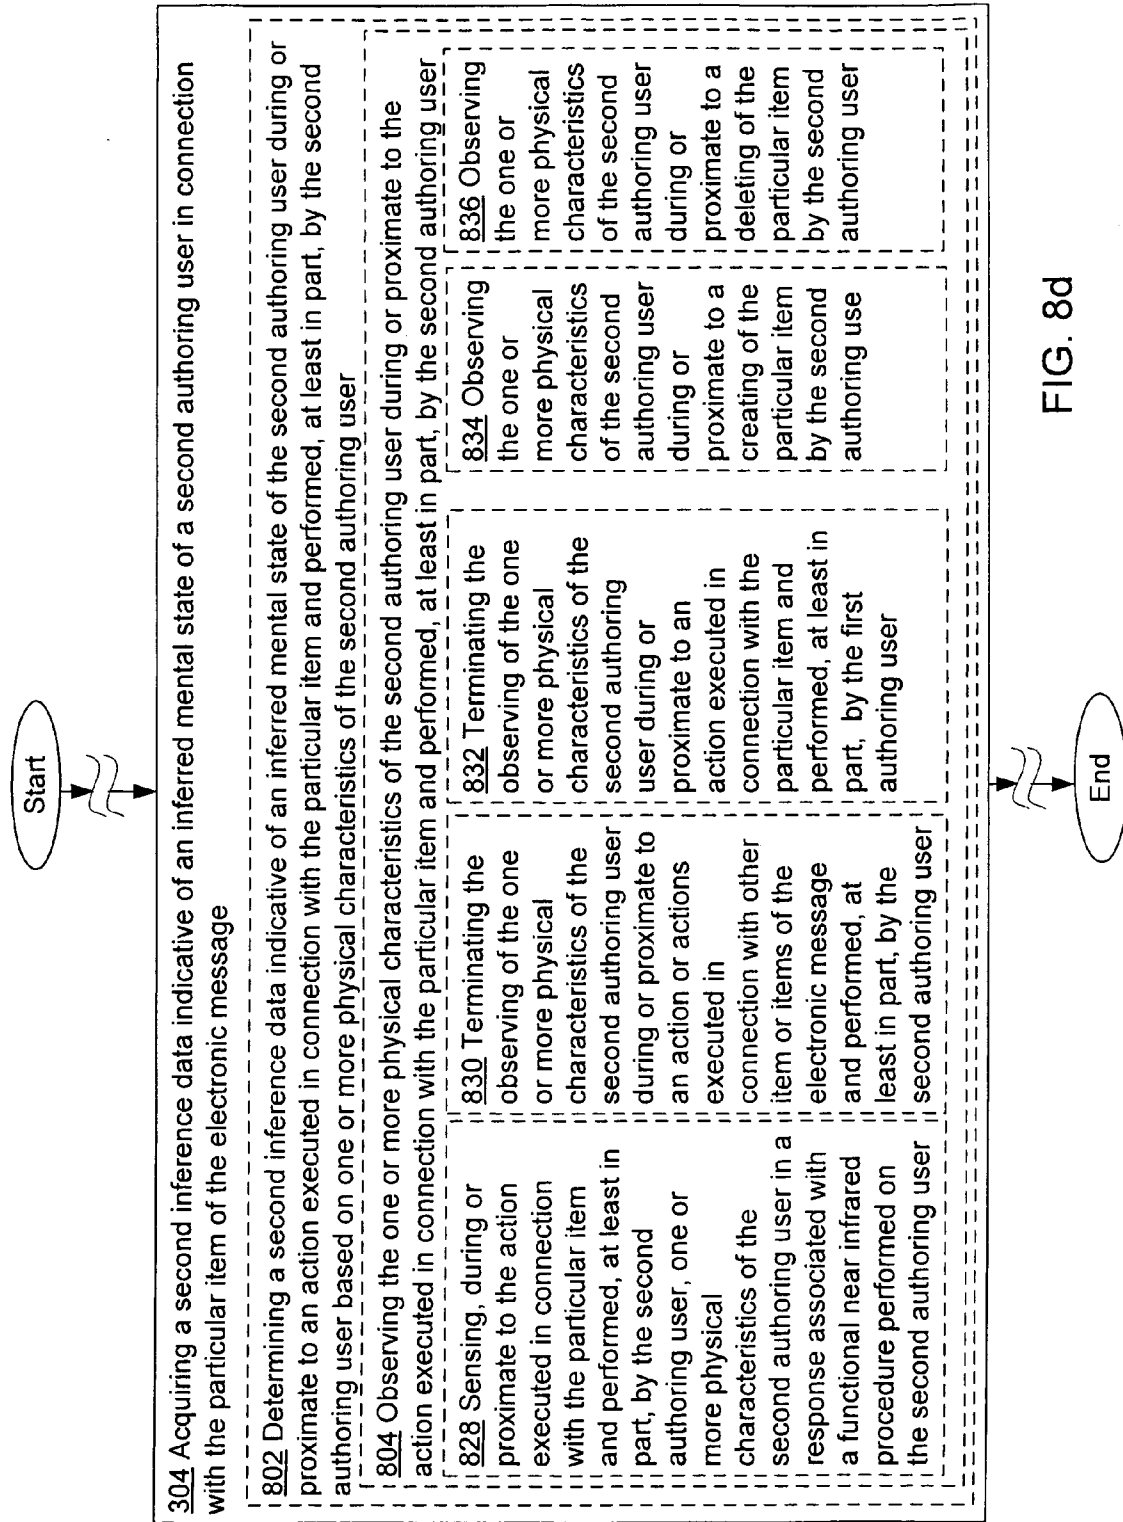 Start
304 Acquiring a second inference data indicative of an inferred mental state of a second authoring user in connection
with the particular item of the electronic message
802 Determining a second inference data indicative of an inferred mental state of the second authoring user during or
proximate to an action executed in connection with the particular item and performed, at least in part, by the second
authoring user based on one or more physical characteristics of the second authoring user
804 Observing the one or more physical characteristics of the second authoring user during or proximate to the
action executed in connection with the particular item and performed, at least in part, by the second authoring user
828 Sensing, during or
proximate to the action
executed in connection
with the particular item
and performed, at least in
part, by the second
authoring user, one or
more physical
characteristics of the
second authoring user in a
response associated with
a functional near infrared
procedure performed on
the second authoring user
830 Terminating the
observing of the one
or more physical
characteristics of the
second authoring user
during or proximate to
an action or actions
executed in
connection with other
item or items of the
electronic message
and performed, at
least in part, by the
second authoring user
832 Terminating the
observing of the one
or more physical
characteristics of the
second authoring
user during or
proximate to an
action executed in
connection with the
particular item and
performed, at least in
part, by the first
authoring user
834 Observing
the one or
more physical
characteristics
of the second
authoring user
during or
proximate to a
creating of the
particular item
by the second
authoring use
836 Observing
the one or
more physical
characteristics
of the second
authoring user
during or
proximate to a
deleting of the
particular item
by the second
authoring user
End
FIG. 8d